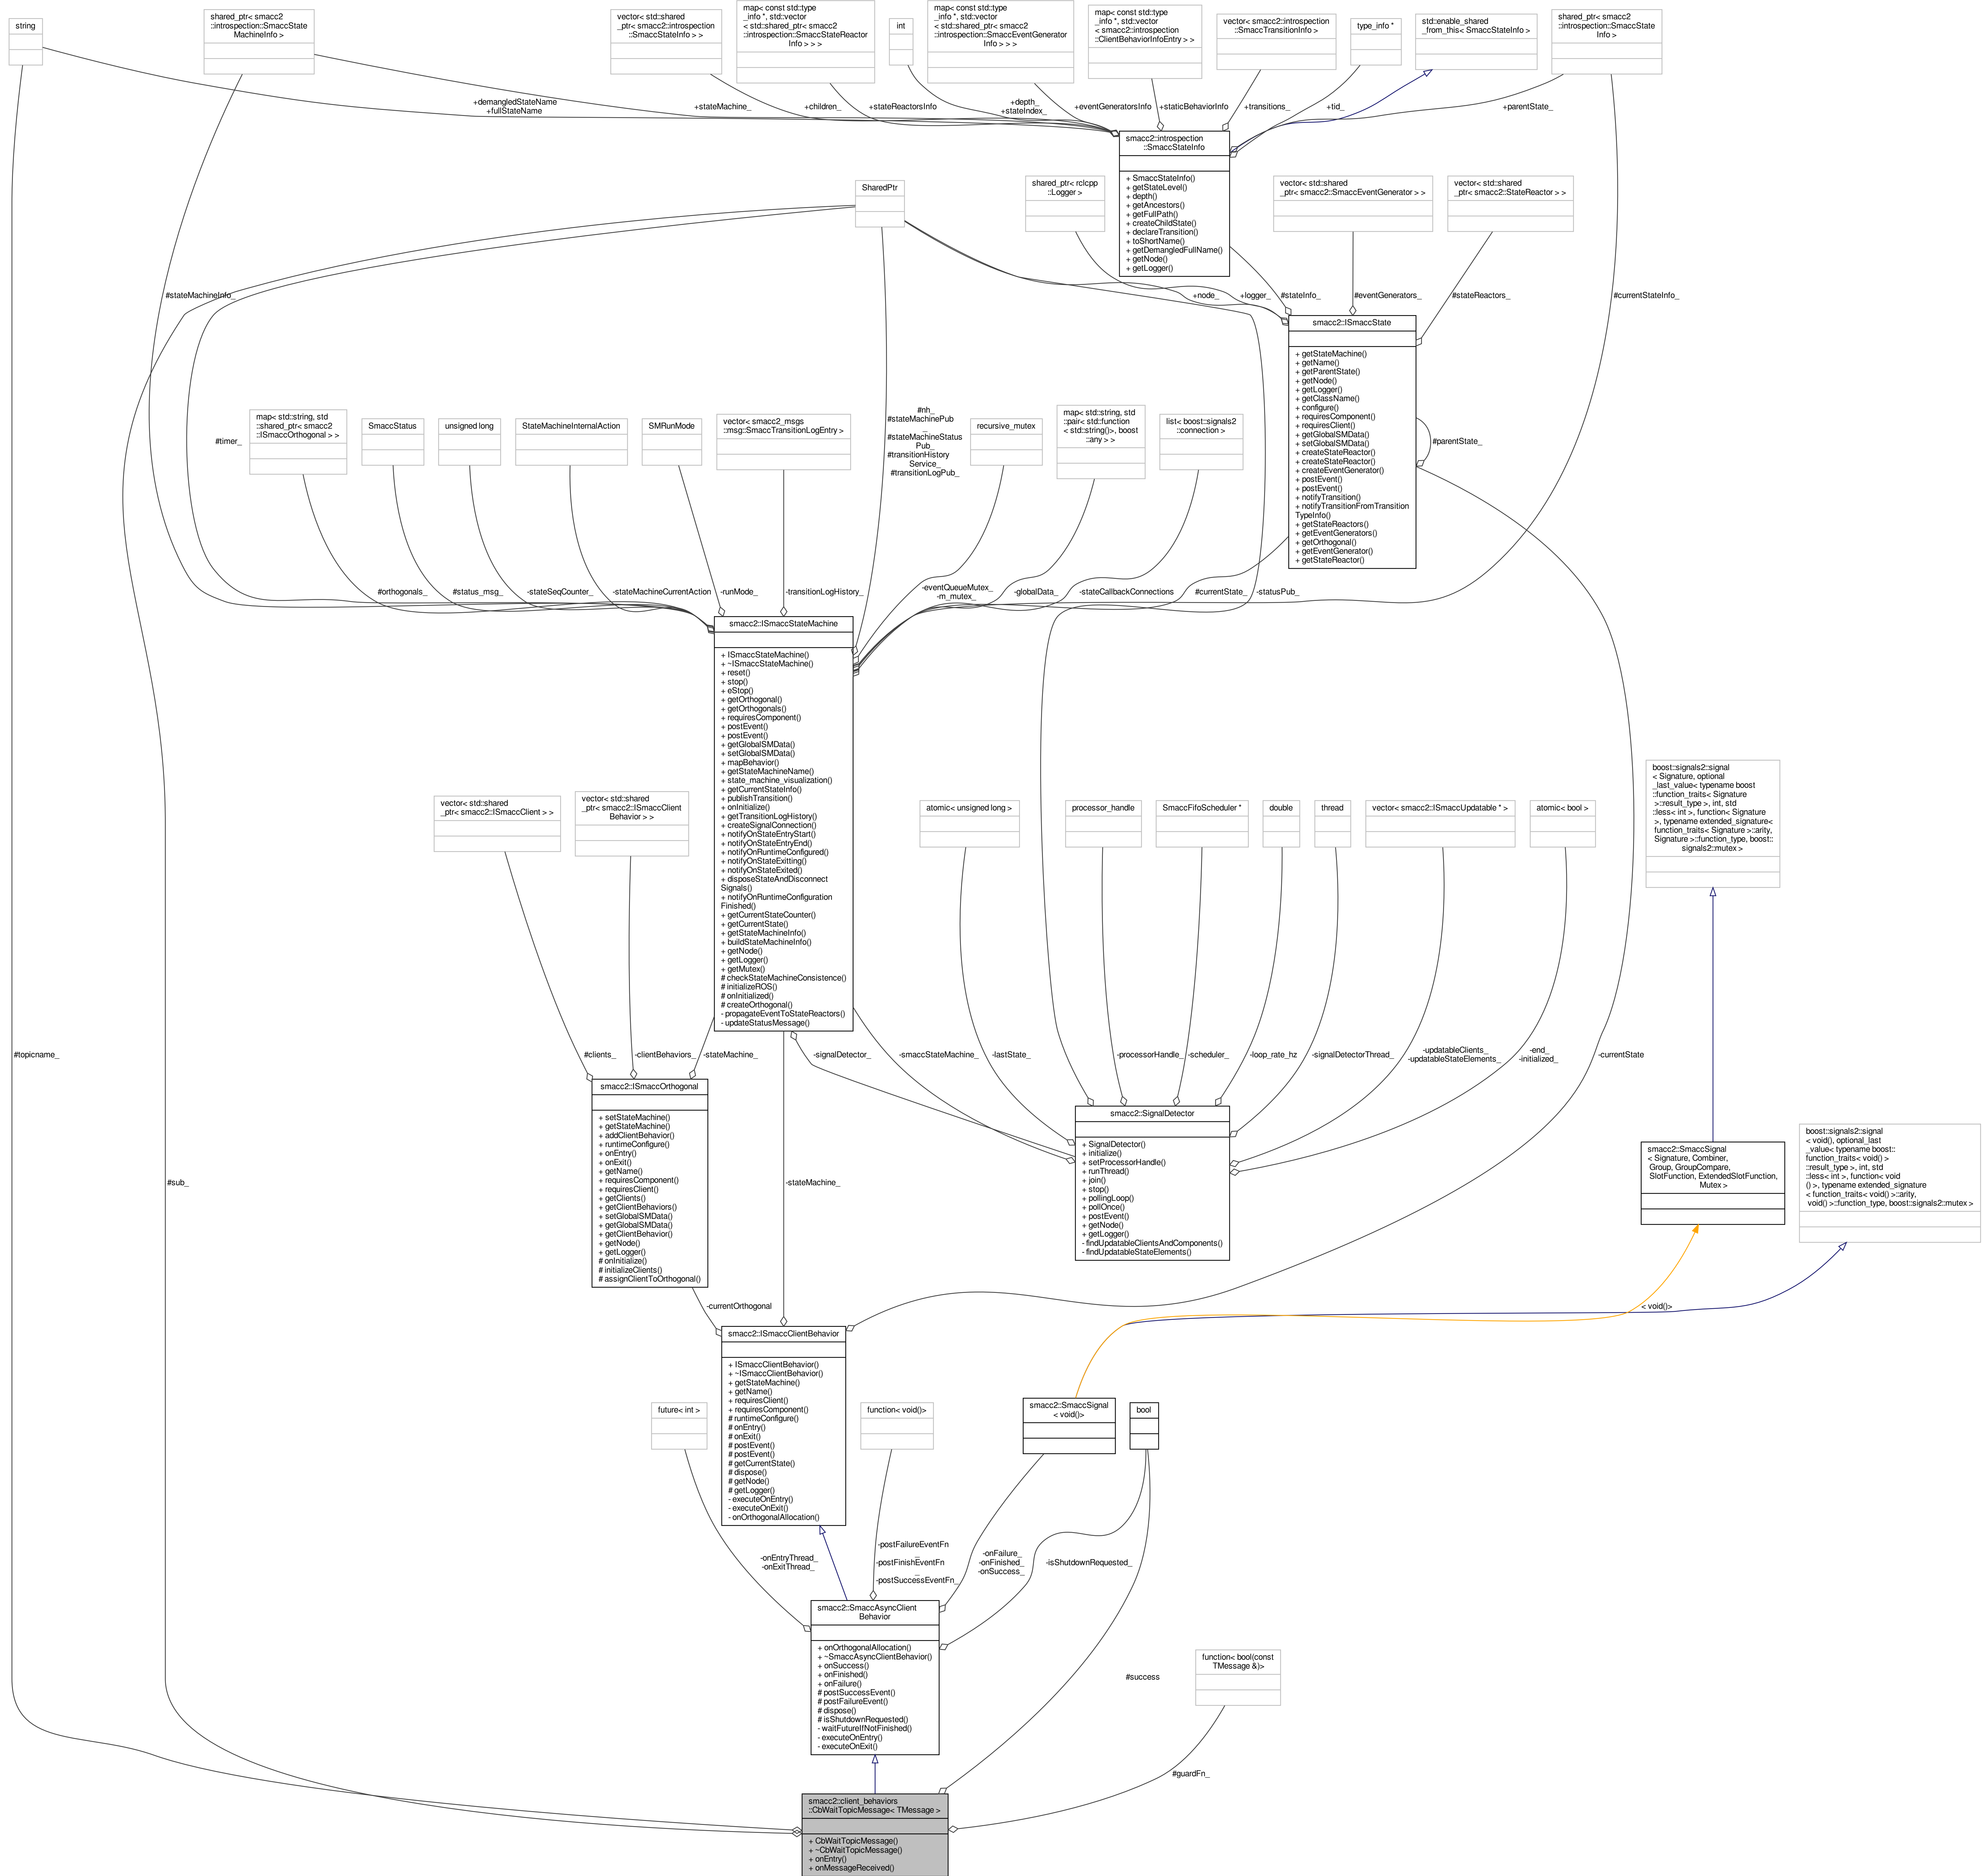 string
shared_ptr< smacc2
::introspection::SmaccState
MachineInfo >
vector< std::shared
_ptr< smacc2::introspection
::SmaccStateInfo > >
map< const std::type
_info *, std::vector
< std::shared_ptr< smacc2
::introspection::SmaccStateReactor
Info > > >
int
map< const std::type
_info *, std::vector
< std::shared_ptr< smacc2
::introspection::SmaccEventGenerator
Info > > >
map< const std::type
_info *, std::vector
< smacc2::introspection
::ClientBehaviorInfoEntry > >
vector< smacc2::introspection
::SmaccTransitionInfo >
type_info *
std::enable_shared
_from_this< SmaccStateInfo >
shared_ptr< smacc2
::introspection::SmaccState
Info >
+demangledStateName
+fullStateName
+stateMachine_
+children_
+stateReactorsInfo
+depth_
+stateIndex_
+eventGeneratorsInfo
+staticBehaviorInfo
+transitions_
+tid_
+parentState_
smacc2::introspection
::SmaccStateInfo
+ SmaccStateInfo()
+ getStateLevel()
+ depth()
+ getAncestors()
+ getFullPath()
+ createChildState()
+ declareTransition()
+ toShortName()
+ getDemangledFullName()
+ getNode()
+ getLogger()
SharedPtr
shared_ptr< rclcpp
::Logger >
vector< std::shared
_ptr< smacc2::SmaccEventGenerator > >
vector< std::shared
_ptr< smacc2::StateReactor > >
#stateMachineInfo_
+node_
+logger_
#stateInfo_
#eventGenerators_
#stateReactors_
#currentStateInfo_
smacc2::ISmaccState
+ getStateMachine()
+ getName()
+ getParentState()
+ getNode()
+ getLogger()
+ getClassName()
+ configure()
+ requiresComponent()
+ requiresClient()
+ getGlobalSMData()
+ setGlobalSMData()
+ createStateReactor()
+ createStateReactor()
+ createEventGenerator()
+ postEvent()
+ postEvent()
+ notifyTransition()
+ notifyTransitionFromTransition
TypeInfo()
+ getStateReactors()
+ getEventGenerators()
+ getOrthogonal()
+ getEventGenerator()
+ getStateReactor()
#parentState_
#timer_
map< std::string, std
::shared_ptr< smacc2
::ISmaccOrthogonal > >
SmaccStatus
unsigned long
StateMachineInternalAction
SMRunMode
vector< smacc2_msgs
::msg::SmaccTransitionLogEntry >
#nh_
#stateMachinePub
_
#stateMachineStatus
Pub_
#transitionHistory
Service_
#transitionLogPub_
recursive_mutex
map< std::string, std
::pair< std::function
< std::string()>, boost
::any > >
list< boost::signals2
::connection >
#orthogonals_
#status_msg_
-stateSeqCounter_
-stateMachineCurrentAction
-runMode_
-transitionLogHistory_
-eventQueueMutex_
-m_mutex_
-globalData_
-stateCallbackConnections
#currentState_
-statusPub_
smacc2::ISmaccStateMachine
+ ISmaccStateMachine()
+ ~ISmaccStateMachine()
+ reset()
+ stop()
+ eStop()
+ getOrthogonal()
+ getOrthogonals()
+ requiresComponent()
+ postEvent()
+ postEvent()
+ getGlobalSMData()
+ setGlobalSMData()
+ mapBehavior()
+ getStateMachineName()
+ state_machine_visualization()
+ getCurrentStateInfo()
+ publishTransition()
+ onInitialize()
+ getTransitionLogHistory()
+ createSignalConnection()
+ notifyOnStateEntryStart()
+ notifyOnStateEntryEnd()
+ notifyOnRuntimeConfigured()
+ notifyOnStateExitting()
+ notifyOnStateExited()
+ disposeStateAndDisconnect
Signals()
+ notifyOnRuntimeConfiguration
Finished()
+ getCurrentStateCounter()
+ getCurrentState()
+ getStateMachineInfo()
+ buildStateMachineInfo()
+ getNode()
+ getLogger()
+ getMutex()
# checkStateMachineConsistence()
# initializeROS()
# onInitialized()
# createOrthogonal()
- propagateEventToStateReactors()
- updateStatusMessage()
vector< std::shared
_ptr< smacc2::ISmaccClient > >
vector< std::shared
_ptr< smacc2::ISmaccClient
Behavior > >
atomic< unsigned long >
processor_handle
SmaccFifoScheduler *
double
thread
vector< smacc2::ISmaccUpdatable * >
atomic< bool >
boost::signals2::signal
< Signature, optional
_last_value< typename boost
::function_traits< Signature
>::result_type >, int, std
::less< int >, function< Signature
>, typename extended_signature<
function_traits< Signature >::arity,
Signature >::function_type, boost::
signals2::mutex >
#topicname_
#clients_
-clientBehaviors_
-stateMachine_
-signalDetector_
-smaccStateMachine_
-lastState_
-processorHandle_
-scheduler_
-loop_rate_hz
-signalDetectorThread_
-updatableClients_
-updatableStateElements_
-end_
-initialized_
-currentState
smacc2::ISmaccOrthogonal
+ setStateMachine()
+ getStateMachine()
+ addClientBehavior()
+ runtimeConfigure()
+ onEntry()
+ onExit()
+ getName()
+ requiresComponent()
+ requiresClient()
+ getClients()
+ getClientBehaviors()
+ setGlobalSMData()
+ getGlobalSMData()
+ getClientBehavior()
+ getNode()
+ getLogger()
# onInitialize()
# initializeClients()
# assignClientToOrthogonal()
smacc2::SignalDetector
+ SignalDetector()
+ initialize()
+ setProcessorHandle()
+ runThread()
+ join()
+ stop()
+ pollingLoop()
+ pollOnce()
+ postEvent()
+ getNode()
+ getLogger()
- findUpdatableClientsAndComponents()
- findUpdatableStateElements()
smacc2::SmaccSignal
< Signature, Combiner,
Group, GroupCompare,
SlotFunction, ExtendedSlotFunction,
Mutex >
boost::signals2::signal
< void(), optional_last
_value< typename boost::
function_traits< void() >
::result_type >, int, std
::less< int >, function< void
() >, typename extended_signature
< function_traits< void() >::arity,
void() >::function_type, boost::signals2::mutex >
#sub_
-stateMachine_
-currentOrthogonal
< void()>
smacc2::ISmaccClientBehavior
+ ISmaccClientBehavior()
+ ~ISmaccClientBehavior()
+ getStateMachine()
+ getName()
+ requiresClient()
+ requiresComponent()
# runtimeConfigure()
# onEntry()
# onExit()
# postEvent()
# postEvent()
# getCurrentState()
# dispose()
# getNode()
# getLogger()
- executeOnEntry()
- executeOnExit()
- onOrthogonalAllocation()
future< int >
function< void()>
smacc2::SmaccSignal
< void()>
bool
-onEntryThread_
-onExitThread_
-postFailureEventFn
_
-postFinishEventFn
_
-postSuccessEventFn_
-onFailure_
-onFinished_
-onSuccess_
-isShutdownRequested_
smacc2::SmaccAsyncClient
Behavior
+ onOrthogonalAllocation()
+ ~SmaccAsyncClientBehavior()
+ onSuccess()
+ onFinished()
+ onFailure()
# postSuccessEvent()
# postFailureEvent()
# dispose()
# isShutdownRequested()
- waitFutureIfNotFinished()
- executeOnEntry()
- executeOnExit()
function< bool(const
TMessage &)>
#success
#guardFn_
smacc2::client_behaviors
::CbWaitTopicMessage< TMessage >
+ CbWaitTopicMessage()
+ ~CbWaitTopicMessage()
+ onEntry()
+ onMessageReceived()